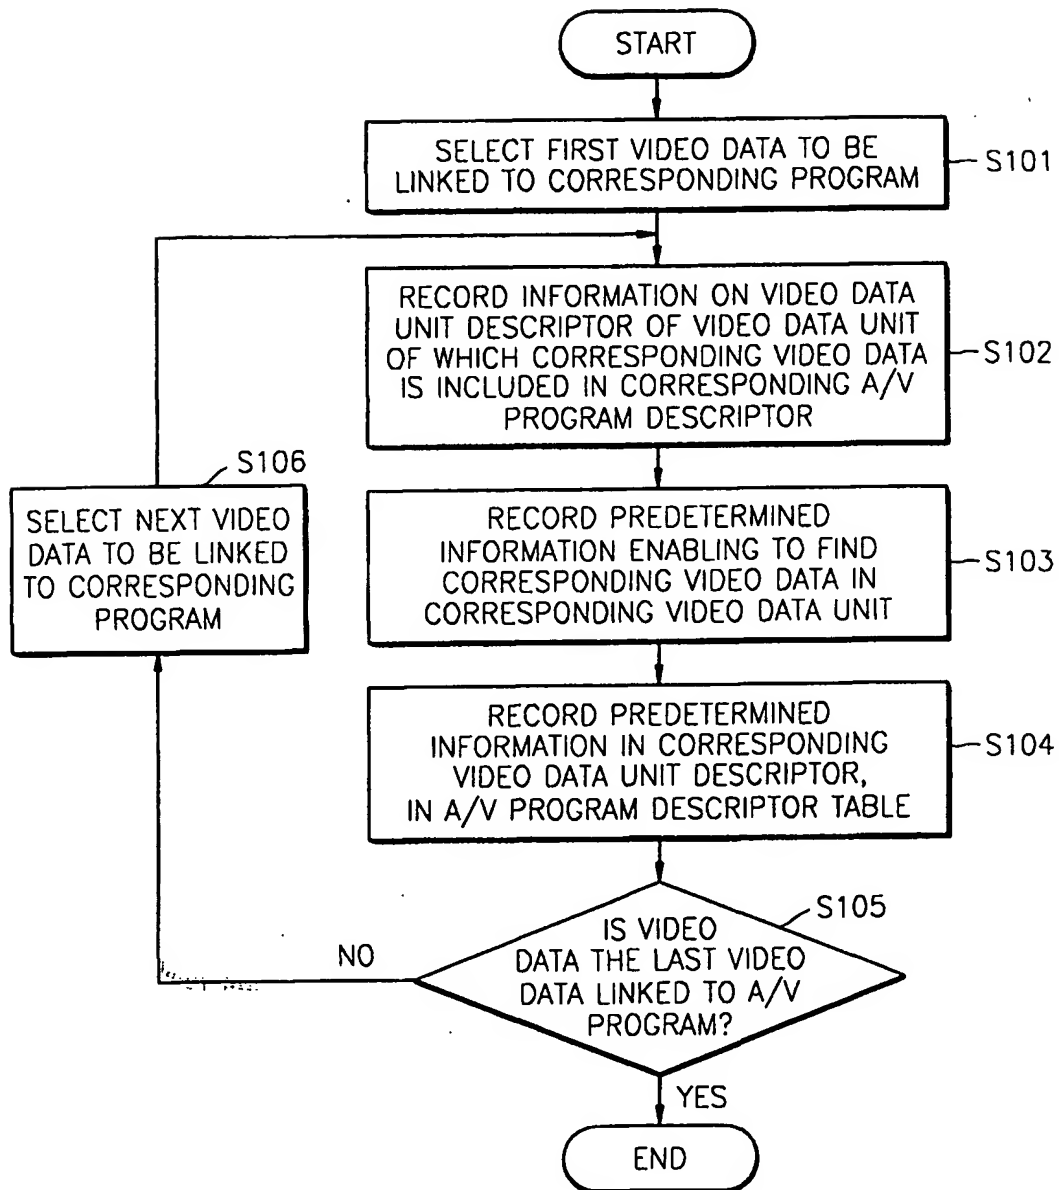 START
SELECT FIRST VIDEO DATA TO BE
LINKED TO CORRESPONDING PROGRAM
S101
RECORD INFORMATION ON VIDEO DATA
UNIT DESCRIPTOR OF VIDEO DATA UNIT
OF WHICH CORRESPONDING VIDEO DATA
IS INCLUDED IN CORRESPONDING A/V
PROGRAM DESCRIPTOR
S102
S106
SELECT NEXT VIDEO
DATA TO BE LINKED
TO CORRESPONDING
PROGRAM
RECORD PREDETERMINED
INFORMATION ENABLING TO FIND
CORRESPONDING VIDEO DATA IN
CORRESPONDING VIDEO DATA UNIT
S103
RECORD PREDETERMINED
INFORMATION IN CORRESPONDING
VIDEO DATA UNIT DESCRIPTOR,
IN A/V PROGRAM DESCRIPTOR TABLE
S104
S105
IS VIDEO
DATA THE LAST VIDEO
DATA LINKED TO A/V
PROGRAM?
NO
YES
END